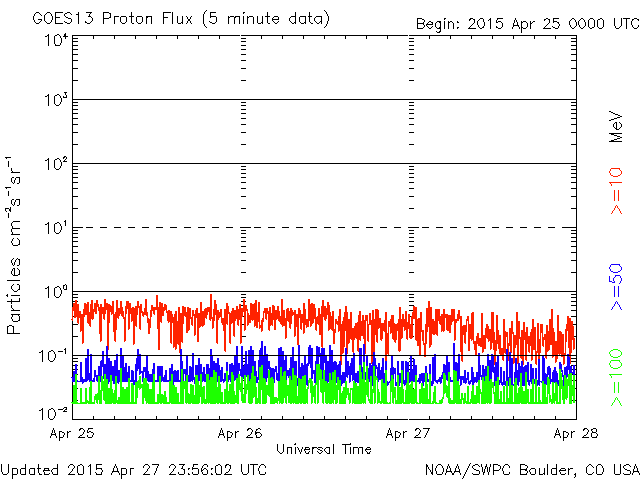 GOES13 Proton Flux (5 minute data)
Begin: 2015 Apr 25 0000 UTC
Particles cm⁻²s⁻¹sr⁻¹
10⁴
10³
10²
10¹
10⁰
10⁻¹
10⁻²
Apr 25
Apr 26
Apr 27
Apr 28
Universal Time
MeV
>=10
>=50
>=100
Updated 2015 Apr 27 23:56:02 UTC
NOAA/SWPC Boulder, CO USA